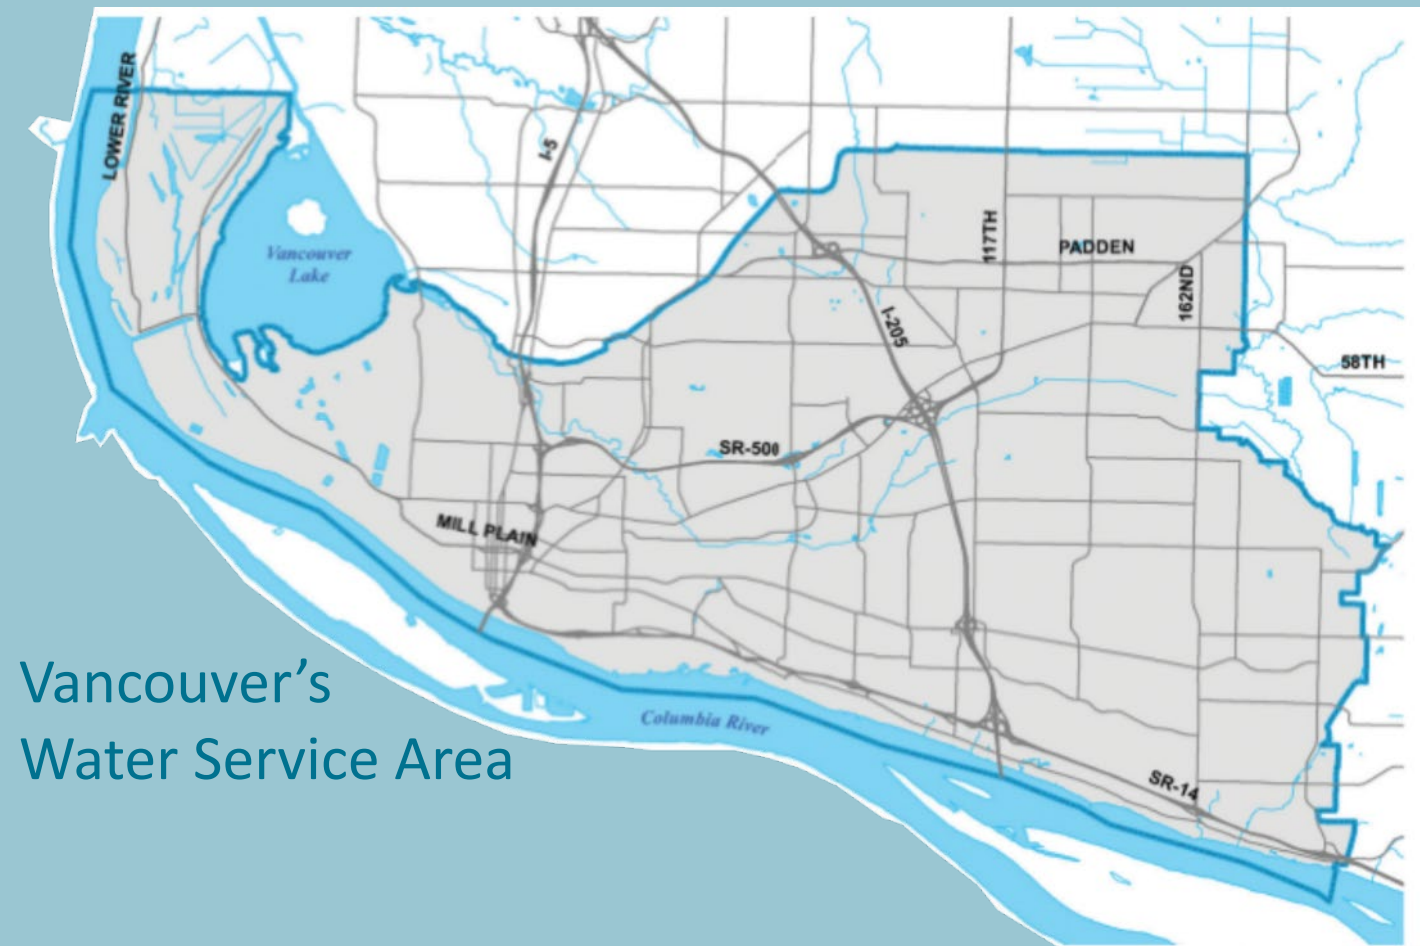 LOWER RIVER
I-5
Vancouver
Lake
117TH
PADDEN
162ND
I-205
58TH
SR-500
MILL PLAIN
Vancouver's
Water Service Area
Columbia River
SR-14